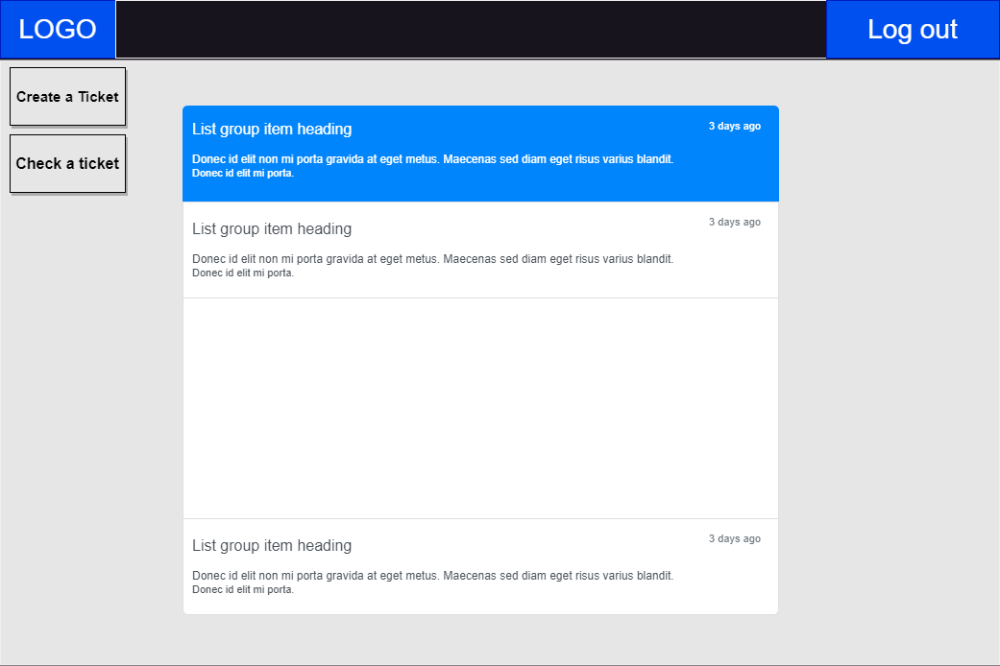 LOGO
Log out
Create a Ticket
Check a ticket
List group item heading
3 days ago
Donec id elit non mi porta gravida at eget metus. Maecenas sed diam eget risus varius blandit.
Donec id elit mi porta.
List group item heading
3 days ago
Donec id elit non mi porta gravida at eget metus. Maecenas sed diam eget risus varius blandit.
Donec id elit mi porta.
List group item heading
3 days ago
Donec id elit non mi porta gravida at eget metus. Maecenas sed diam eget risus varius blandit.
Donec id elit mi porta.